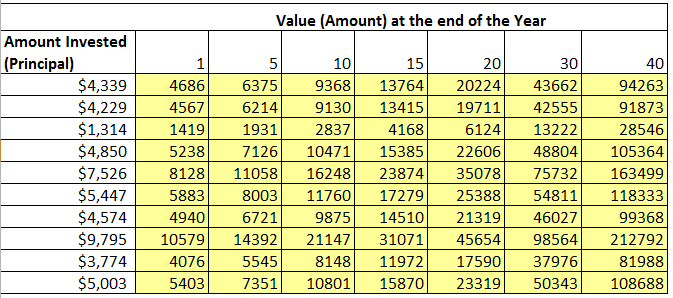 Value (Amount) at the end of the Year
Amount Invested
(Principal) 1 5 10 15 20 30 40
$4,339 4686 6375 9368 13764 20224 43662 94263
$4,229 4567 6214 9130 13415 19711 42555 91873
$1,314 1419 1931 2837 4168 6124 13222 28546
$4,850 5238 7126 10471 15385 22606 48804 105364
$7,526 8128 11058 16248 23874 35078 75732 163499
$5,447 5883 8003 11760 17279 25388 54811 118333
$4,574 4940 6721 9875 14510 21319 46027 99368
$9,795 10579 14392 21147 31071 45654 98564 212792
$3,774 4076 5545 8148 11972 17590 37976 81988
$5,003 5403 7351 10801 15870 23319 50343 108688